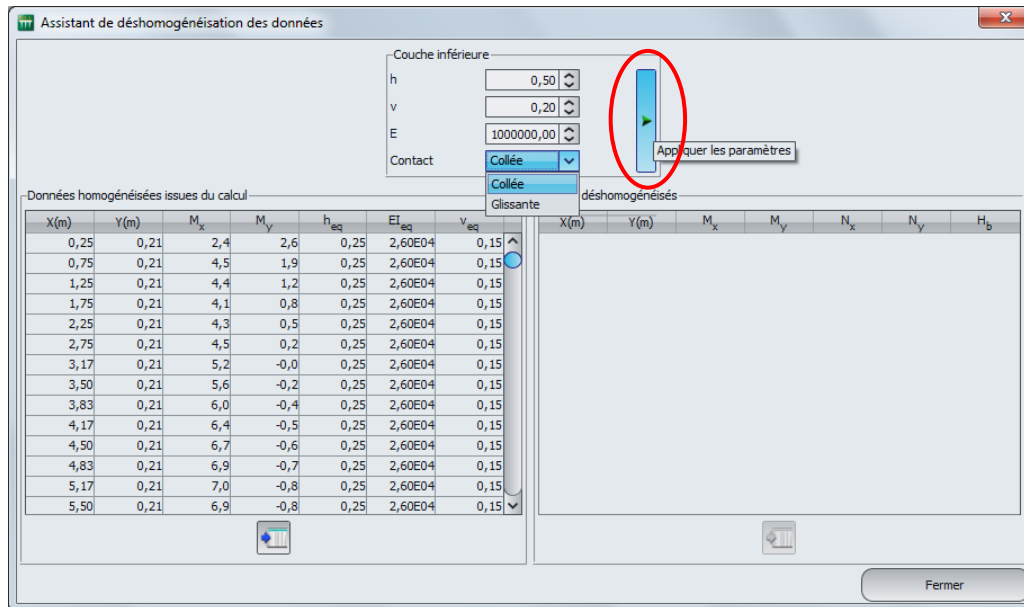 Assistant de déshomogénéisation des données
Couche inférieure
h 0,50
ν 0,20
E 1000000,00
Contact Collée
Appliquer les paramètres
Collée
Glissante
Données homogénéisées issues du calcul
X(m) Y(m) Mx My heq EIeq νeq
0,25 0,21 2,4 2,6 0,25 2,60E04 0,15
0,75 0,21 4,5 1,9 0,25 2,60E04 0,15
1,25 0,21 4,4 1,2 0,25 2,60E04 0,15
1,75 0,21 4,1 0,8 0,25 2,60E04 0,15
2,25 0,21 4,3 0,5 0,25 2,60E04 0,15
2,75 0,21 4,5 0,2 0,25 2,60E04 0,15
3,17 0,21 5,2 -0,0 0,25 2,60E04 0,15
3,50 0,21 5,6 -0,2 0,25 2,60E04 0,15
3,83 0,21 6,0 -0,4 0,25 2,60E04 0,15
4,17 0,21 6,4 -0,5 0,25 2,60E04 0,15
4,50 0,21 6,7 -0,6 0,25 2,60E04 0,15
4,83 0,21 6,9 -0,7 0,25 2,60E04 0,15
5,17 0,21 7,0 -0,8 0,25 2,60E04 0,15
5,50 0,21 6,9 -0,8 0,25 2,60E04 0,15
déshomogénéisés
X(m) Y(m) Mx My Nx Ny Hb
Fermer